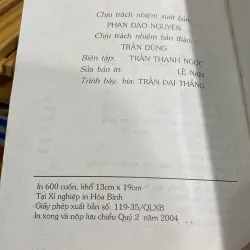 Chịu trách nhiệm xuất bản:
PHAN ĐÀO NGUYÊN
Chịu trách nhiệm bản thảo:
TRẦN DŨNG
Biên tập: TRẦN THANH NGỌC
Sửa bản in: LÊ NAM
Trình bày, bìa: TRẦN ĐẠI THẮNG
In 600 cuốn, khổ 13cm x 19cm
Tại Xí nghiệp in Hòa Bình
Giấy phép xuất bản số: 119-35/QLXB
In xong và nộp lưu chiểu Quý 2 năm 2004